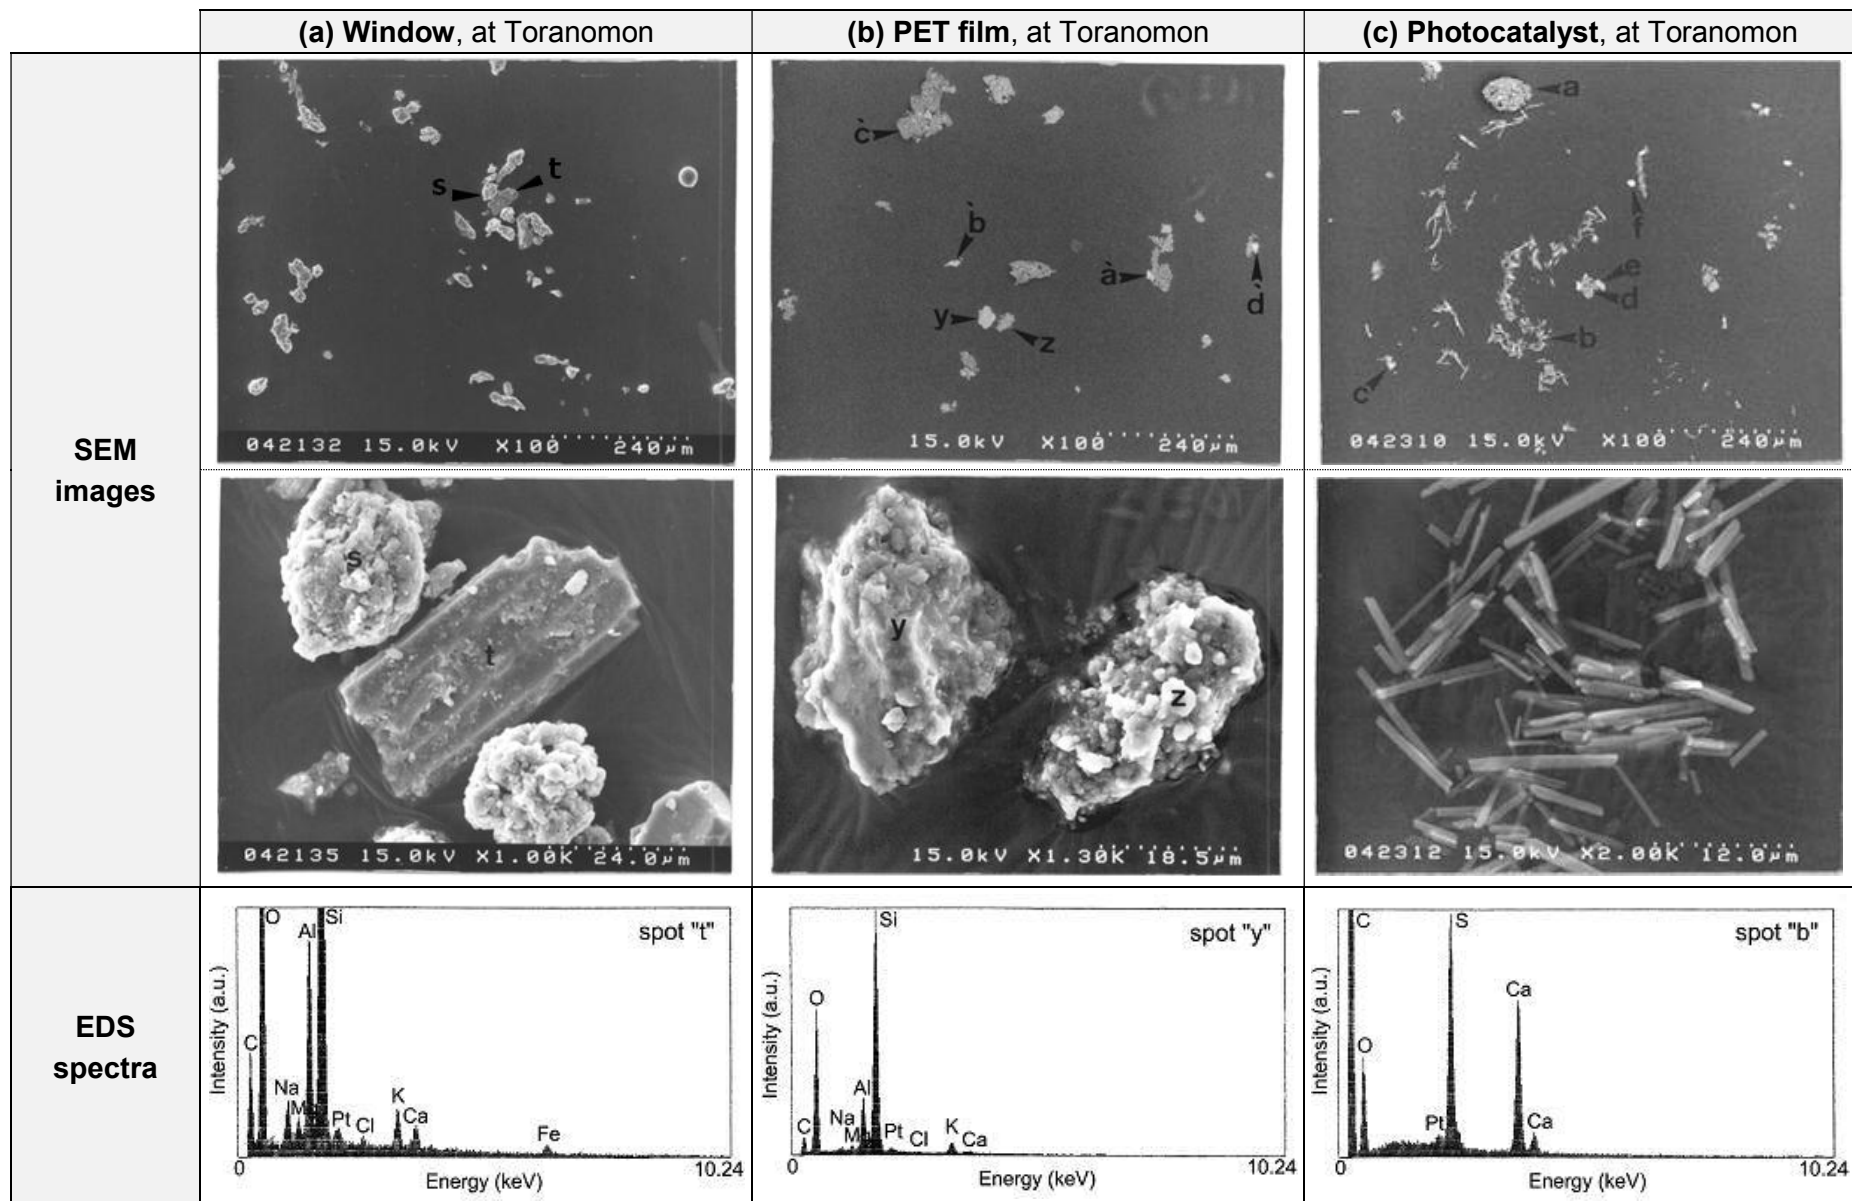 (a) Window, at Toranomon
(b) PET film, at Toranomon
(c) Photocatalyst, at Toranomon
SEM
images
s
t
042132 15.0kV X100 240µm
c
b
a
d
y
z
15.0kV X100 240µm
a
f
e
d
b
c
042310 15.0kV X100 240µm
s
t
042135 15.0kV X1.00K 24.0µm
y
z
15.0kV X1.30K 18.5µm
042312 15.0kV X2.00K 12.0µm
EDS
spectra
spot "t"
Intensity (a.u.)
C
O
Na
Al
Si
Pt
Cl
K
Ca
Fe
0
10.24
Energy (keV)
spot "y"
Intensity (a.u.)
C
O
Na
Al
Si
Pt
Cl
K
Ca
0
10.24
Energy (keV)
spot "b"
Intensity (a.u.)
C
O
Pt
S
Ca
Ca
0
10.24
Energy (keV)